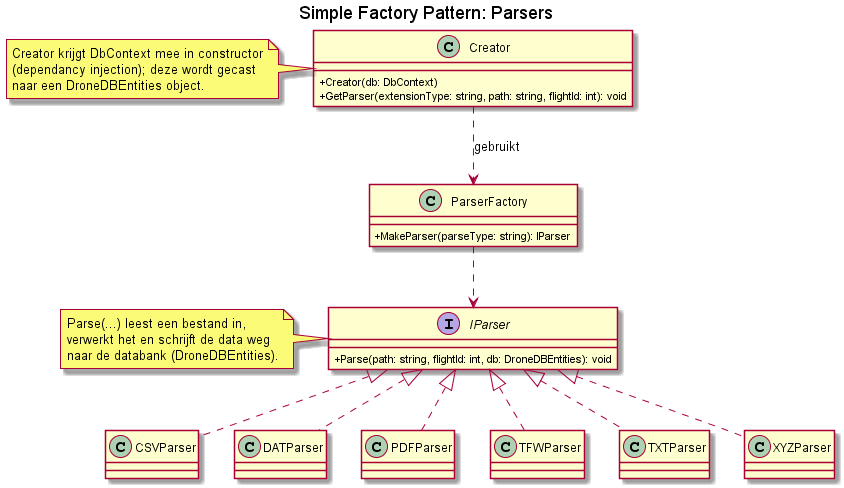 Simple Factory Pattern: Parsers
Creator krijgt DbContext mee in constructor
(dependancy injection); deze wordt gecast
naar een DroneDBEntities object.
C Creator
+Creator(db: DbContext)
+GetParser(extensionType: string, path: string, flightId: int): void
gebruikt
C ParserFactory
+MakeParser(parseType: string): IParser
Parse(...) leest een bestand in,
verwerkt het en schrijft de data weg
naar de databank (DroneDBEntities).
I IParser
+Parse(path: string, flightId: int, db: DroneDBEntities): void
C CSVParser
C DATParser
C PDFParser
C TFWParser
C TXTParser
C XYZParser